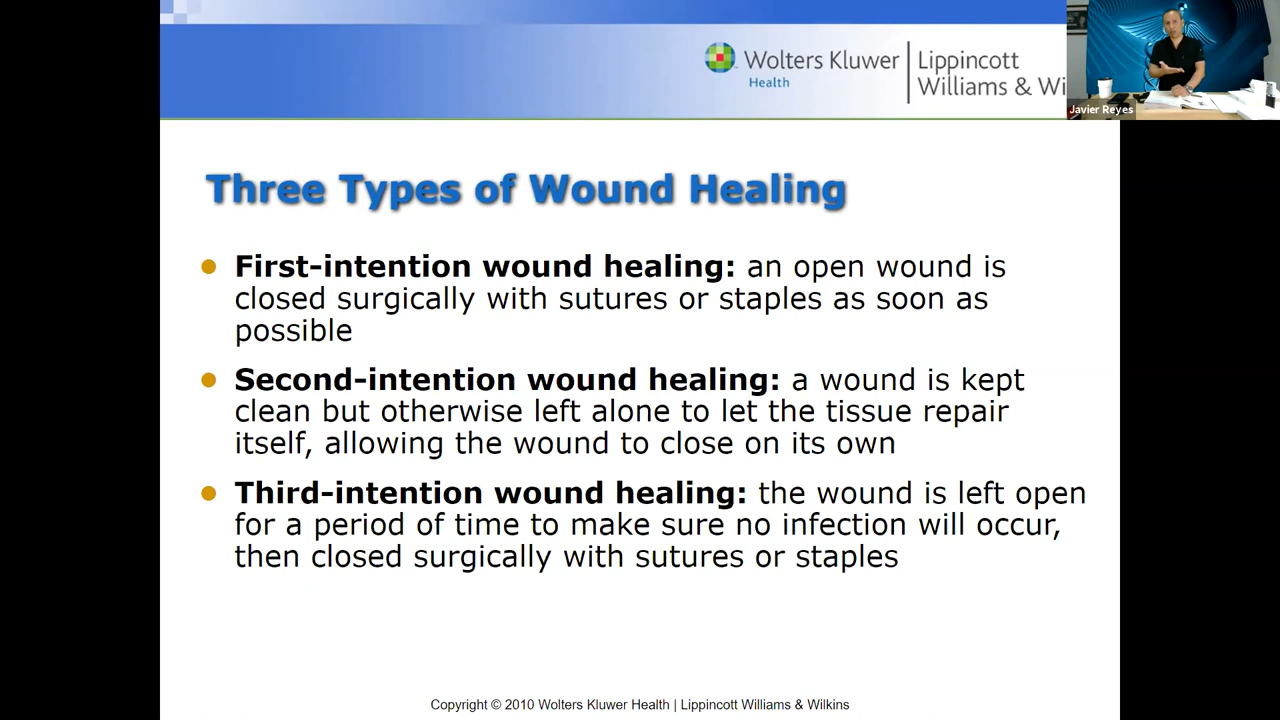 Wolters Kluwer
Health
Lippincott
Williams & Wi
Javier Reyes
Three Types of Wound Healing
First-intention wound healing: an open wound is
closed surgically with sutures or staples as soon as
possible
Second-intention wound healing: a wound is kept
clean but otherwise left alone to let the tissue repair
itself, allowing the wound to close on its own
Third-intention wound healing: the wound is left open
for a period of time to make sure no infection will occur,
then closed surgically with sutures or staples
Copyright © 2010 Wolters Kluwer Health | Lippincott Williams & Wilkins